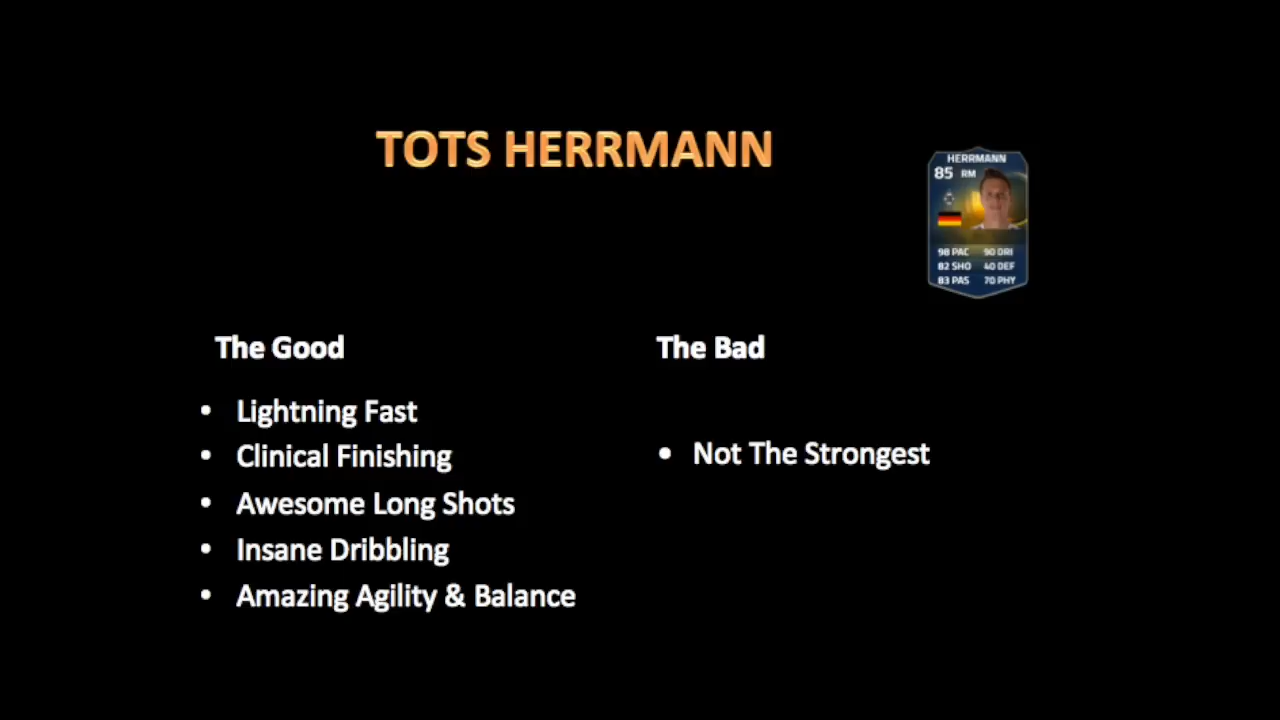 TOTS HERRMANN
HERRMANN
85 RM
98 PAC 90 DRI
82 SHO 40 DEF
83 PAS 70 PHY
The Good
• Lightning Fast
• Clinical Finishing
• Awesome Long Shots
• Insane Dribbling
• Amazing Agility & Balance
The Bad
• Not The Strongest